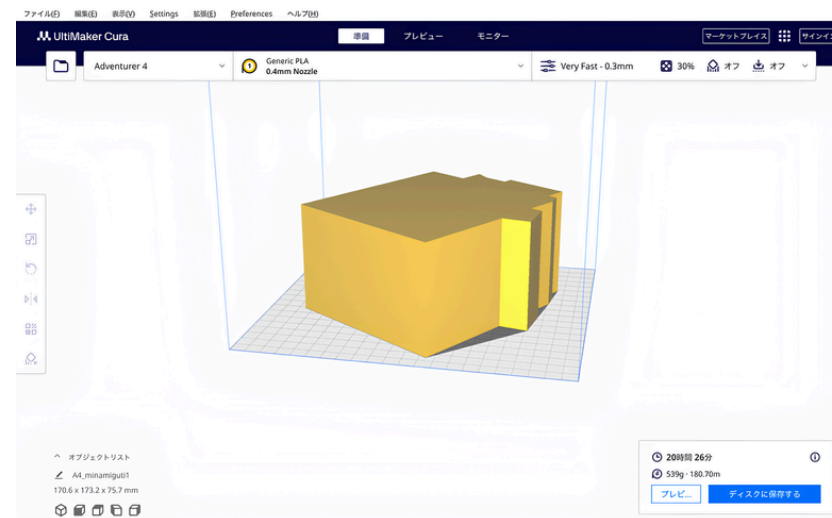 ファイル(F) 編集(E) 表示(V) Settings 拡張(E) Preferences ヘルプ(H)
UltiMaker Cura 準備 プレビュー モニター マーケットプレイス サインイン
Adventurer 4 1 Generic PLA Very Fast - 0.3mm 30% オフ オフ
0.4mm Nozzle
オブジェクトリスト
A4_minamiguti1
170.6 x 173.2 x 75.7 mm
20時間 26分
539g · 180.70m
プレビ... ディスクに保存する